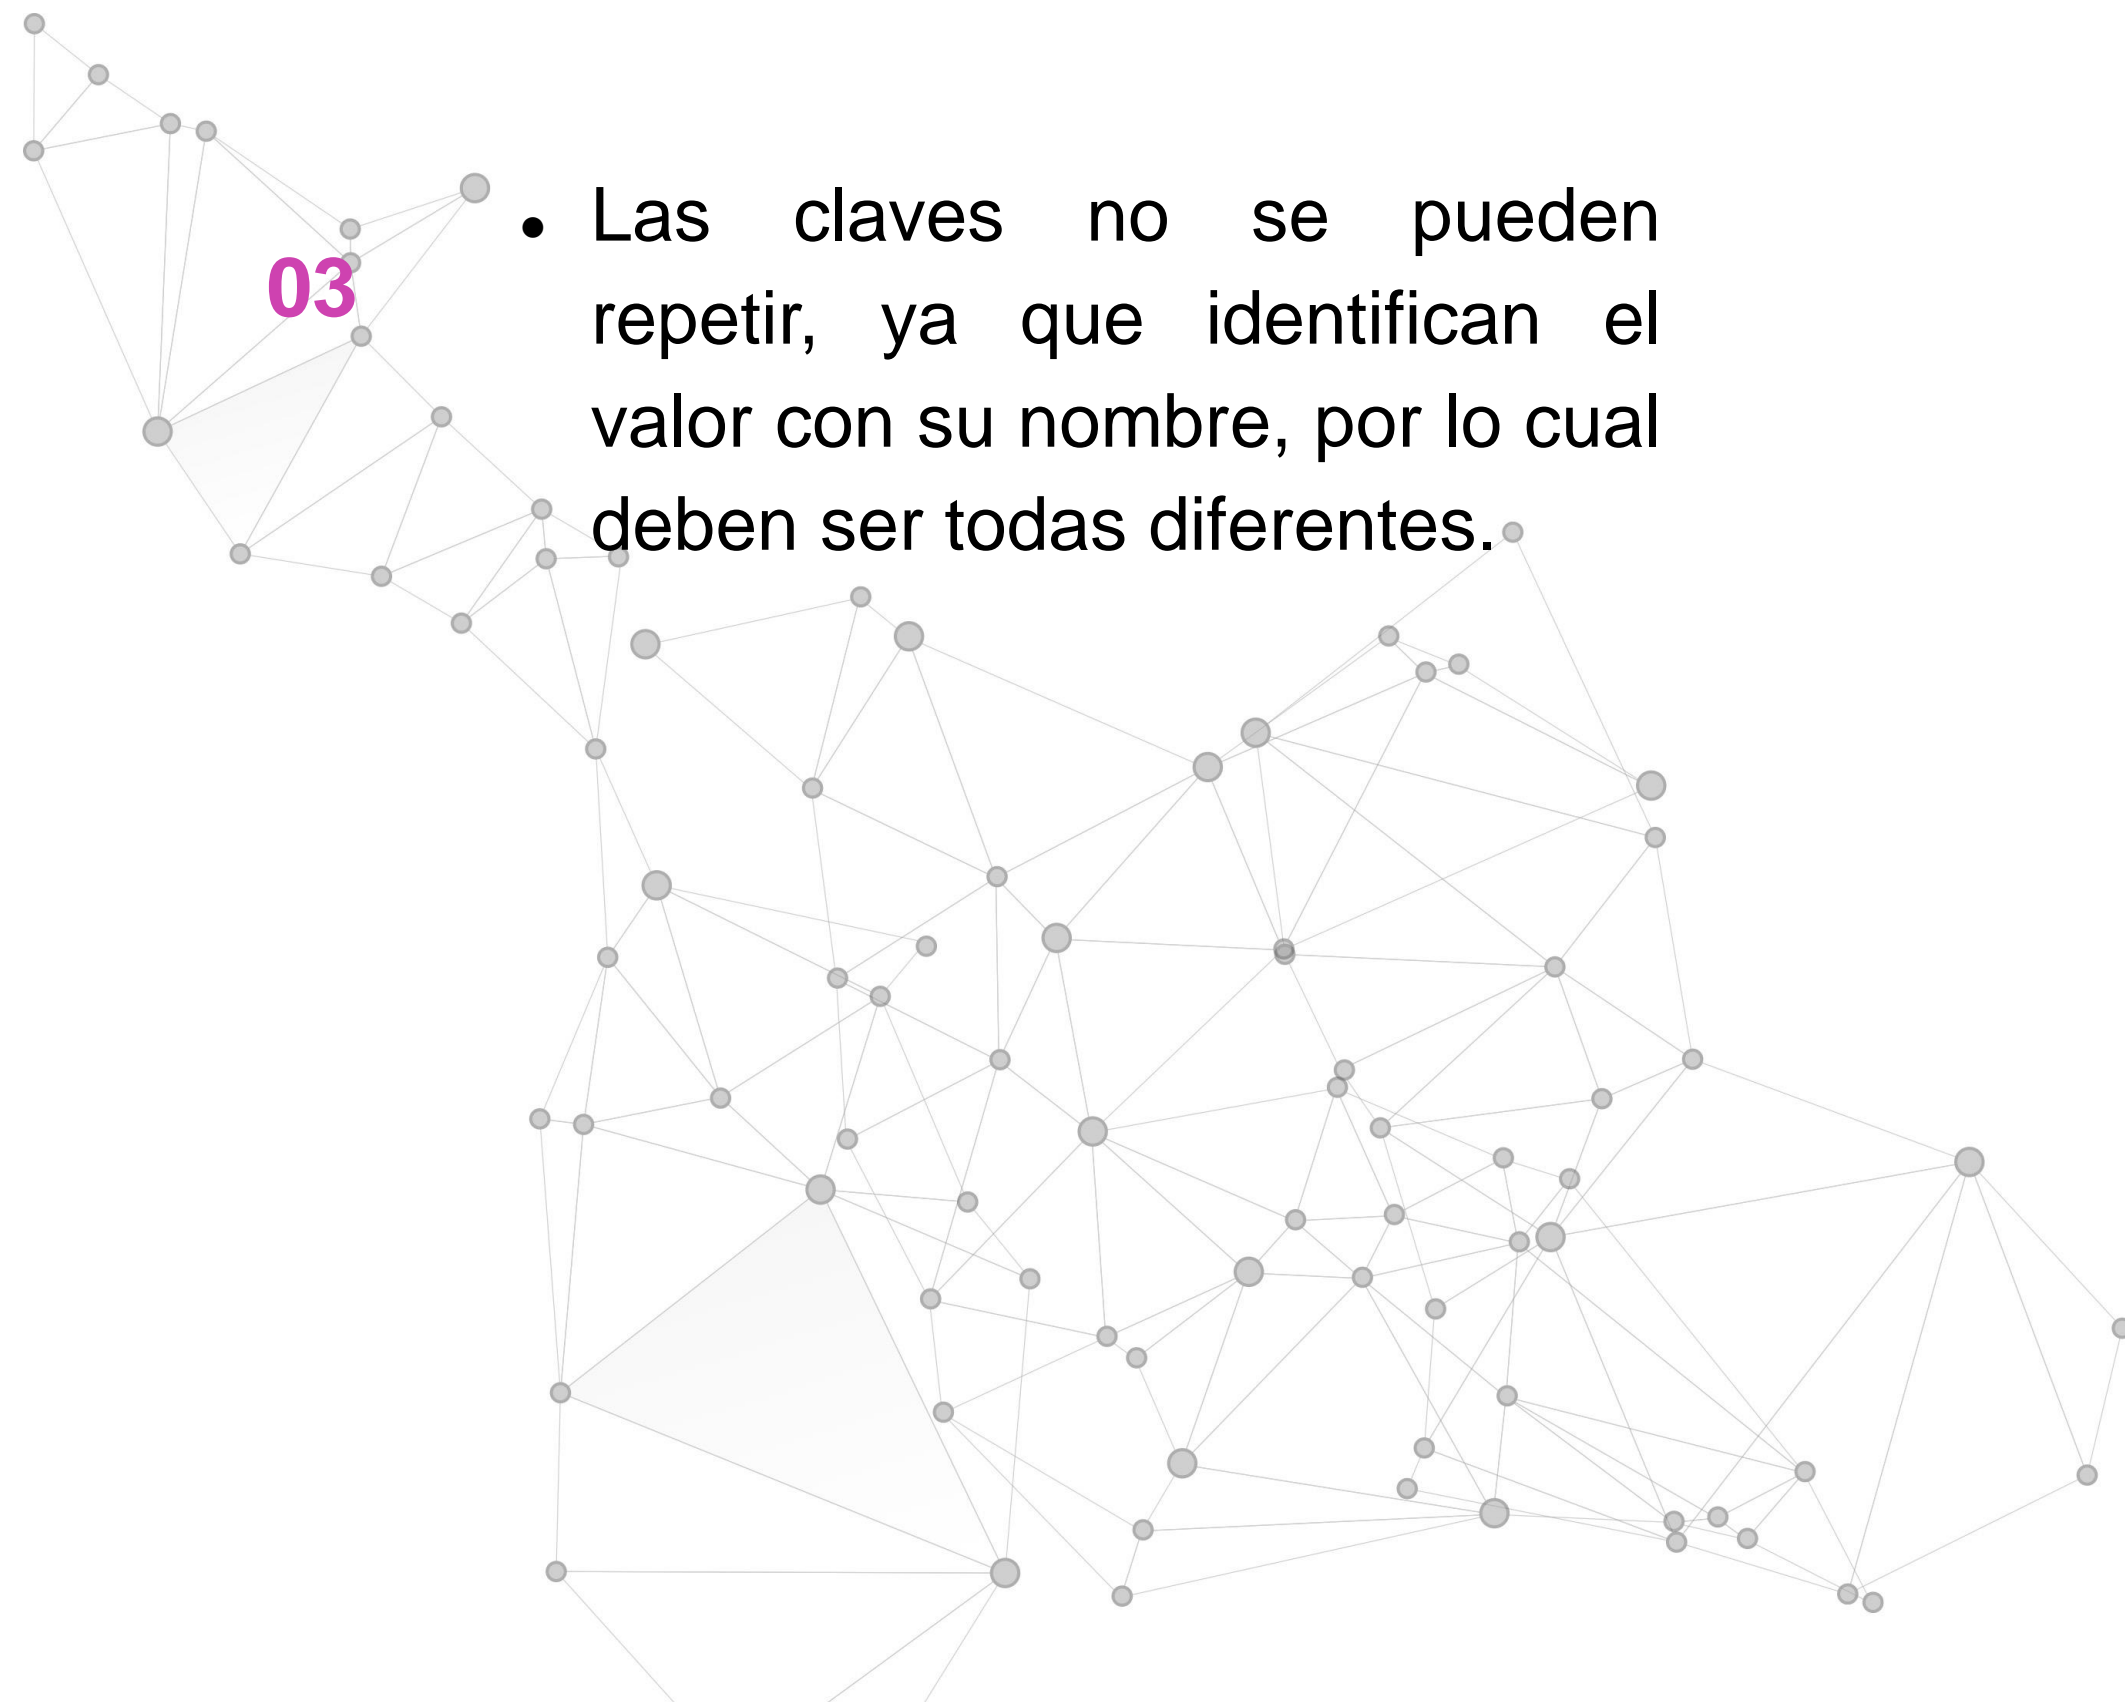 03
• Las claves no se pueden
repetir, ya que identifican el
valor con su nombre, por lo cual
deben ser todas diferentes.